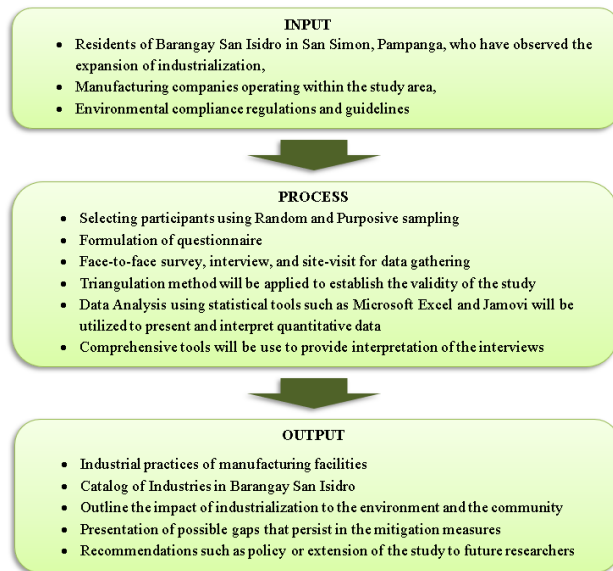 INPUT
• Residents of Barangay San Isidro in San Simon, Pampanga, who have observed the
expansion of industrialization,
• Manufacturing companies operating within the study area,
• Environmental compliance regulations and guidelines
PROCESS
• Selecting participants using Random and Purposive sampling
• Formulation of questionnaire
• Face-to-face survey, interview, and site-visit for data gathering
• Triangulation method will be applied to establish the validity of the study
• Data Analysis using statistical tools such as Microsoft Excel and Jamovi will be
utilized to present and interpret quantitative data
• Comprehensive tools will be use to provide interpretation of the interviews
OUTPUT
• Industrial practices of manufacturing facilities
• Catalog of Industries in Barangay San Isidro
• Outline the impact of industrialization to the environment and the community
• Presentation of possible gaps that persist in the mitigation measures
• Recommendations such as policy or extension of the study to future researchers